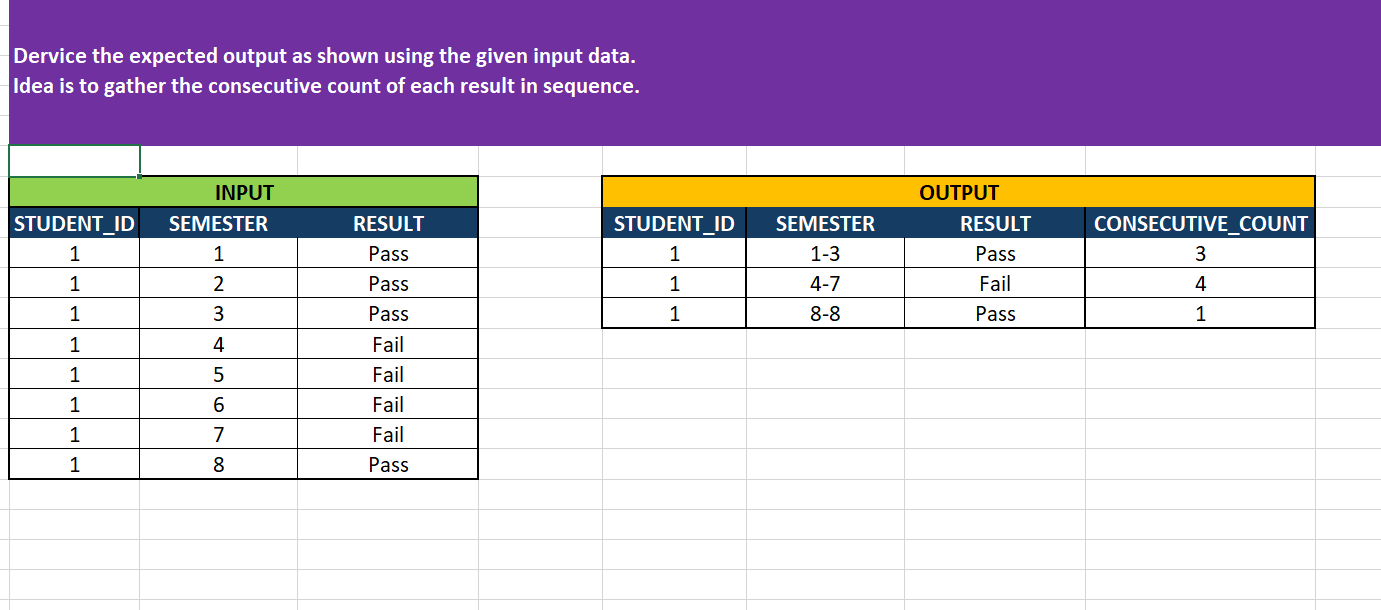 Dervice the expected output as shown using the given input data.
Idea is to gather the consecutive count of each result in sequence.
INPUT
STUDENT_ID SEMESTER RESULT
1 1 Pass
1 2 Pass
1 3 Pass
1 4 Fail
1 5 Fail
1 6 Fail
1 7 Fail
1 8 Pass
OUTPUT
STUDENT_ID SEMESTER RESULT CONSECUTIVE_COUNT
1 1-3 Pass 3
1 4-7 Fail 4
1 8-8 Pass 1